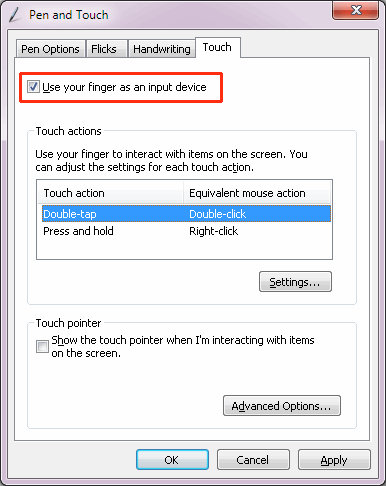 Pen and Touch
Pen Options Flicks Handwriting Touch
Use your finger as an input device
Touch actions
Use your finger to interact with items on the screen. You
can adjust the settings for each touch action.
Touch action Equivalent mouse action
Double-tap Double-click
Press and hold Right-click
Settings...
Touch pointer
Show the touch pointer when I'm interacting with items
on the screen.
Advanced Options...
OK Cancel Apply